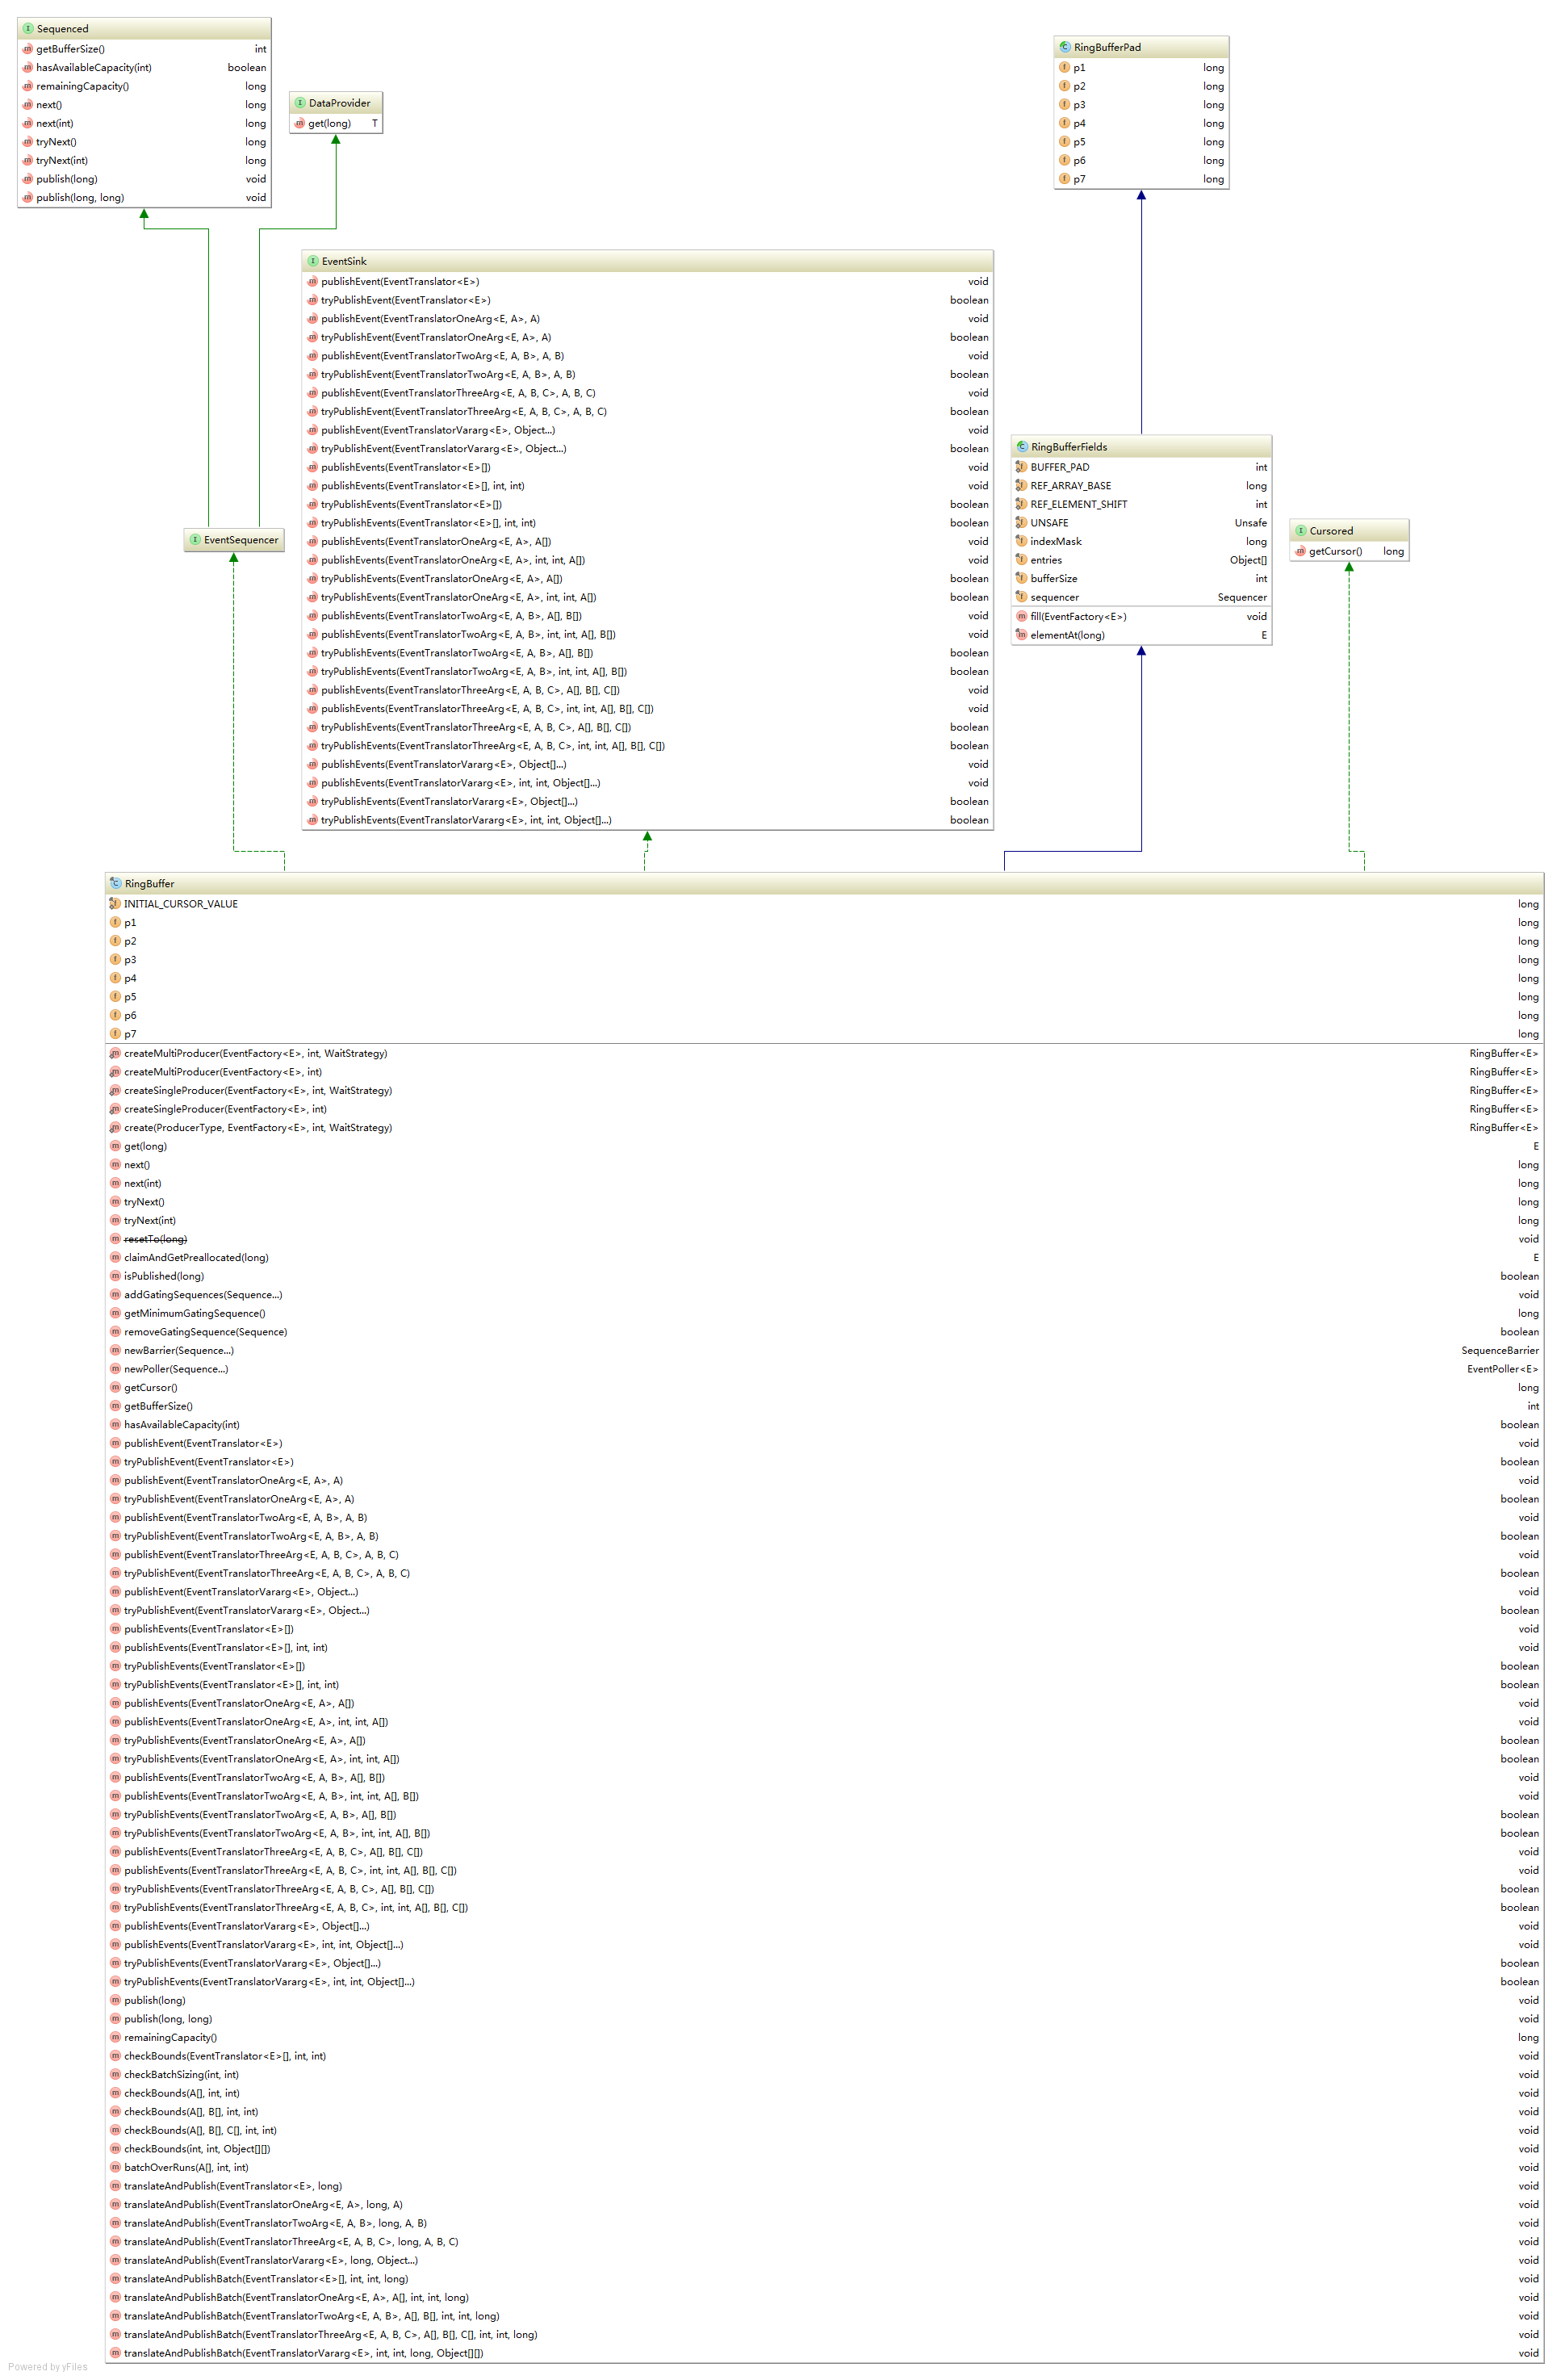 Sequenced
getBufferSize() int
hasAvailableCapacity(int) boolean
remainingCapacity() long
next() long
next(int) long
tryNext() long
tryNext(int) long
publish(long) void
publish(long, long) void
DataProvider
get(long) T
RingBufferPad
p1 long
p2 long
p3 long
p4 long
p5 long
p6 long
p7 long
EventSink
publishEvent(EventTranslator<E>) void
tryPublishEvent(EventTranslator<E>) boolean
publishEvent(EventTranslatorOneArg<E, A>, A) void
tryPublishEvent(EventTranslatorOneArg<E, A>, A) boolean
publishEvent(EventTranslatorTwoArg<E, A, B>, A, B) void
tryPublishEvent(EventTranslatorTwoArg<E, A, B>, A, B) boolean
publishEvent(EventTranslatorThreeArg<E, A, B, C>, A, B, C) void
tryPublishEvent(EventTranslatorThreeArg<E, A, B, C>, A, B, C) boolean
publishEvent(EventTranslatorVararg<E>, Object...) void
tryPublishEvent(EventTranslatorVararg<E>, Object...) boolean
publishEvents(EventTranslator<E>[]) void
publishEvents(EventTranslator<E>[], int, int) void
tryPublishEvents(EventTranslator<E>[]) boolean
tryPublishEvents(EventTranslator<E>[], int, int) boolean
publishEvents(EventTranslatorOneArg<E, A>, A[]) void
publishEvents(EventTranslatorOneArg<E, A>, int, int, A[]) void
tryPublishEvents(EventTranslatorOneArg<E, A>, A[]) boolean
tryPublishEvents(EventTranslatorOneArg<E, A>, int, int, A[]) boolean
publishEvents(EventTranslatorTwoArg<E, A, B>, A[], B[]) void
publishEvents(EventTranslatorTwoArg<E, A, B>, int, int, A[], B[]) void
tryPublishEvents(EventTranslatorTwoArg<E, A, B>, A[], B[]) boolean
tryPublishEvents(EventTranslatorTwoArg<E, A, B>, int, int, A[], B[]) boolean
publishEvents(EventTranslatorThreeArg<E, A, B, C>, A[], B[], C[]) void
publishEvents(EventTranslatorThreeArg<E, A, B, C>, int, int, A[], B[], C[]) void
tryPublishEvents(EventTranslatorThreeArg<E, A, B, C>, A[], B[], C[]) boolean
tryPublishEvents(EventTranslatorThreeArg<E, A, B, C>, int, int, A[], B[], C[]) boolean
publishEvents(EventTranslatorVararg<E>, Object[]...) void
publishEvents(EventTranslatorVararg<E>, int, int, Object[]...) void
tryPublishEvents(EventTranslatorVararg<E>, Object[]...) boolean
tryPublishEvents(EventTranslatorVararg<E>, int, int, Object[]...) boolean
RingBufferFields
BUFFER_PAD int
REF_ARRAY_BASE long
REF_ELEMENT_SHIFT int
UNSAFE Unsafe
indexMask long
entries Object[]
bufferSize int
sequencer Sequencer
fill(EventFactory<E>) void
elementAt(long) E
EventSequencer
Cursored
getCursor() long
RingBuffer
INITIAL_CURSOR_VALUE long
p1 long
p2 long
p3 long
p4 long
p5 long
p6 long
p7 long
createMultiProducer(EventFactory<E>, int, WaitStrategy) RingBuffer<E>
createMultiProducer(EventFactory<E>, int) RingBuffer<E>
createSingleProducer(EventFactory<E>, int, WaitStrategy) RingBuffer<E>
createSingleProducer(EventFactory<E>, int) RingBuffer<E>
create(ProducerType, EventFactory<E>, int, WaitStrategy) RingBuffer<E>
get(long) E
next() long
next(int) long
tryNext() long
tryNext(int) long
resetTo(long) void
claimAndGetPreallocated(long) E
isPublished(long) boolean
addGatingSequences(Sequence...) void
getMinimumGatingSequence() long
removeGatingSequence(Sequence) boolean
newBarrier(Sequence...) SequenceBarrier
newPoller(Sequence...) EventPoller<E>
getCursor() long
getBufferSize() int
hasAvailableCapacity(int) boolean
publishEvent(EventTranslator<E>) void
tryPublishEvent(EventTranslator<E>) boolean
publishEvent(EventTranslatorOneArg<E, A>, A) void
tryPublishEvent(EventTranslatorOneArg<E, A>, A) boolean
publishEvent(EventTranslatorTwoArg<E, A, B>, A, B) void
tryPublishEvent(EventTranslatorTwoArg<E, A, B>, A, B) boolean
publishEvent(EventTranslatorThreeArg<E, A, B, C>, A, B, C) void
tryPublishEvent(EventTranslatorThreeArg<E, A, B, C>, A, B, C) boolean
publishEvent(EventTranslatorVararg<E>, Object...) void
tryPublishEvent(EventTranslatorVararg<E>, Object...) boolean
publishEvents(EventTranslator<E>[]) void
publishEvents(EventTranslator<E>[], int, int) void
tryPublishEvents(EventTranslator<E>[]) boolean
tryPublishEvents(EventTranslator<E>[], int, int) boolean
publishEvents(EventTranslatorOneArg<E, A>, A[]) void
publishEvents(EventTranslatorOneArg<E, A>, int, int, A[]) void
tryPublishEvents(EventTranslatorOneArg<E, A>, A[]) boolean
tryPublishEvents(EventTranslatorOneArg<E, A>, int, int, A[]) boolean
publishEvents(EventTranslatorTwoArg<E, A, B>, A[], B[]) void
publishEvents(EventTranslatorTwoArg<E, A, B>, int, int, A[], B[]) void
tryPublishEvents(EventTranslatorTwoArg<E, A, B>, A[], B[]) boolean
tryPublishEvents(EventTranslatorTwoArg<E, A, B>, int, int, A[], B[]) boolean
publishEvents(EventTranslatorThreeArg<E, A, B, C>, A[], B[], C[]) void
publishEvents(EventTranslatorThreeArg<E, A, B, C>, int, int, A[], B[], C[]) void
tryPublishEvents(EventTranslatorThreeArg<E, A, B, C>, A[], B[], C[]) boolean
tryPublishEvents(EventTranslatorThreeArg<E, A, B, C>, int, int, A[], B[], C[]) boolean
publishEvents(EventTranslatorVararg<E>, Object[]...) void
publishEvents(EventTranslatorVararg<E>, int, int, Object[]...) void
tryPublishEvents(EventTranslatorVararg<E>, Object[]...) boolean
tryPublishEvents(EventTranslatorVararg<E>, int, int, Object[]...) boolean
publish(long) void
publish(long, long) void
remainingCapacity() long
checkBounds(EventTranslator<E>[], int, int) void
checkBatchSizing(int, int) void
checkBounds(A[], int, int) void
checkBounds(A[], B[], int, int) void
checkBounds(A[], B[], C[], int, int) void
checkBounds(int, int, Object[][]) void
batchOverRuns(A[], int, int) void
translateAndPublish(EventTranslator<E>, long) void
translateAndPublish(EventTranslatorOneArg<E, A>, long, A) void
translateAndPublish(EventTranslatorTwoArg<E, A, B>, long, A, B) void
translateAndPublish(EventTranslatorThreeArg<E, A, B, C>, long, A, B, C) void
translateAndPublish(EventTranslatorVararg<E>, long, Object...) void
translateAndPublishBatch(EventTranslator<E>[], int, int, long) void
translateAndPublishBatch(EventTranslatorOneArg<E, A>, A[], int, int, long) void
translateAndPublishBatch(EventTranslatorTwoArg<E, A, B>, A[], B[], int, int, long) void
translateAndPublishBatch(EventTranslatorThreeArg<E, A, B, C>, A[], B[], C[], int, int, long) void
translateAndPublishBatch(EventTranslatorVararg<E>, int, int, long, Object[][]) void
Powered by yFiles